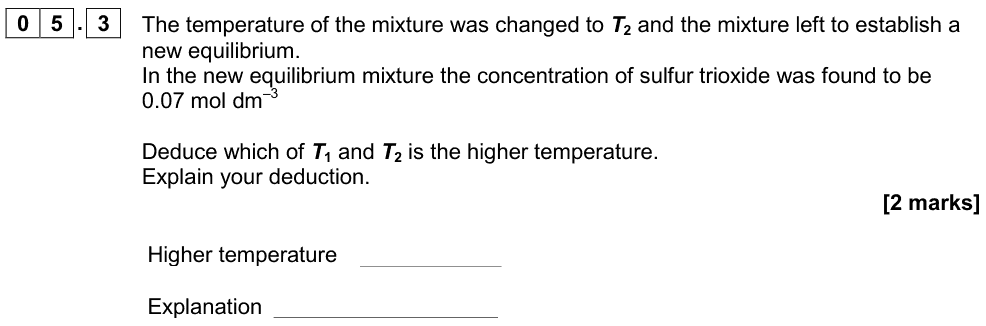 0 5 . 3 The temperature of the mixture was changed to T₂ and the mixture left to establish a
new equilibrium.
In the new equilibrium mixture the concentration of sulfur trioxide was found to be
0.07 mol dm⁻³
Deduce which of T₁ and T₂ is the higher temperature.
Explain your deduction.
[2 marks]
Higher temperature
Explanation